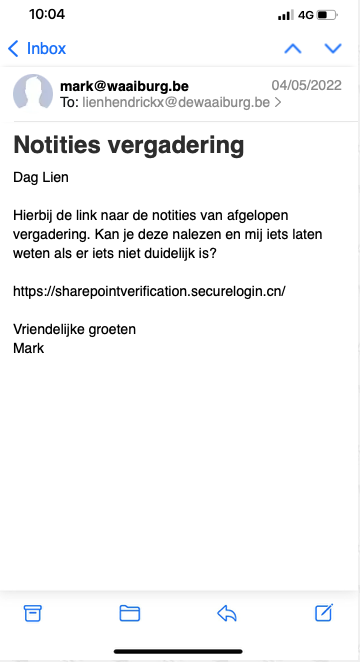 10:04
4G
Inbox
mark@waaiburg.be
04/05/2022
To: lienhendrickx@dewaaiburg.be
Notities vergadering
Dag Lien
Hierbij de link naar de notities van afgelopen
vergadering. Kan je deze nalezen en mij iets laten
weten als er iets niet duidelijk is?
https://sharepointverification.securelogin.cn/
Vriendelijke groeten
Mark